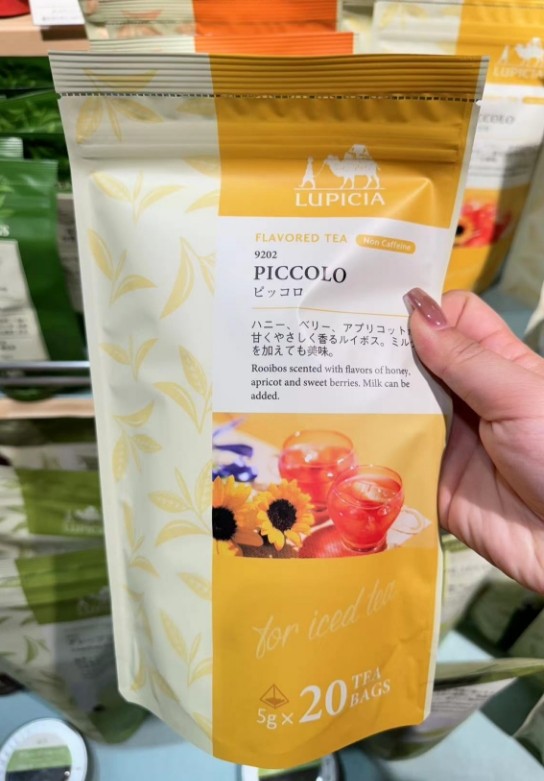 LUPICIA
FLAVORED TEA Non Caffeine
9202
PICCOLO
ピッコロ
ハニー、ベリー、アプリコット
甘くやさしく香るルイボス。ミル
を加えても美味。
Rooibos scented with flavors of honey,
apricot and sweet berries. Milk can be
added.
for iced tea
5g×20 TEA
BAGS
LUPICIA